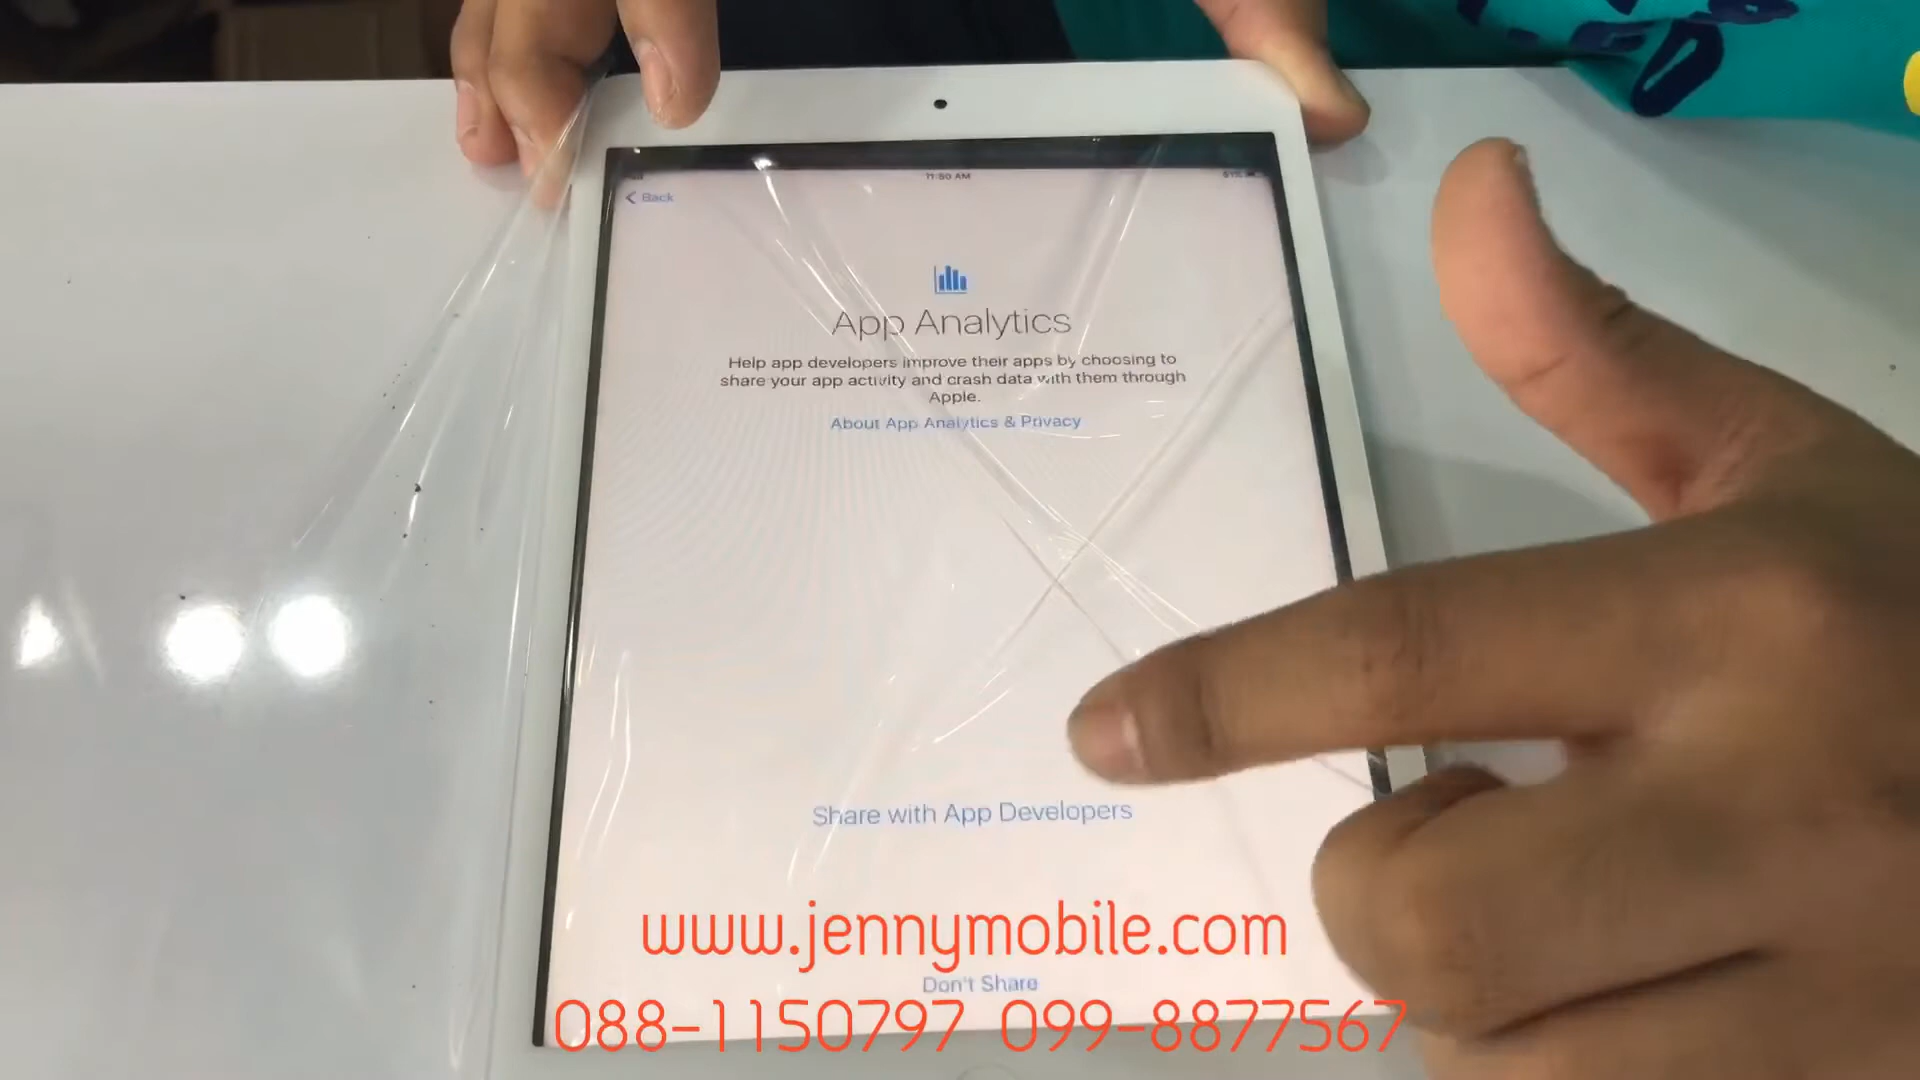 11:50 AM
Back
App Analytics
Help app developers improve their apps by choosing to
share your app activity and crash data with them through
Apple.
About App Analytics & Privacy
Share with App Developers
www.jennymobile.com
Don't Share
088-1150797 099-8877567